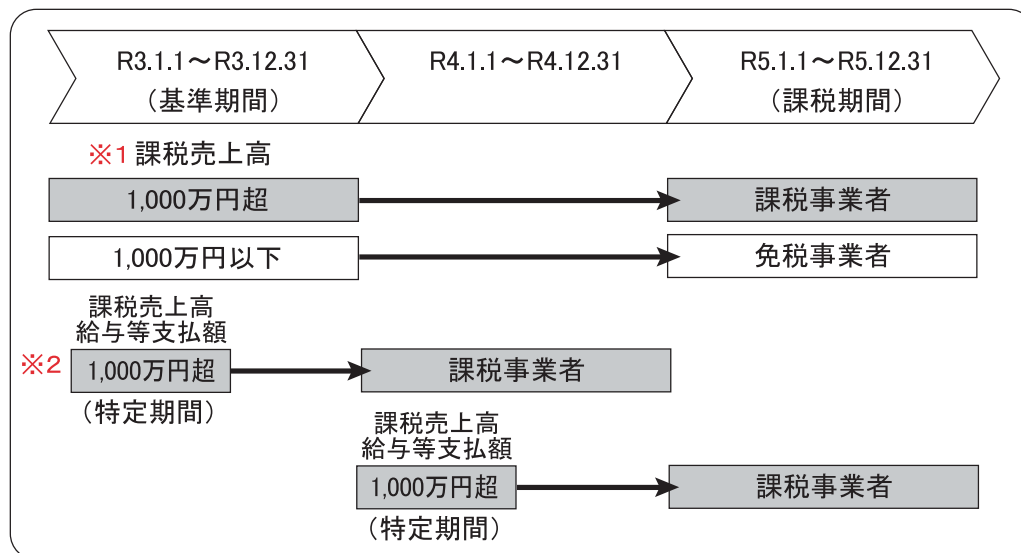 R3.1.1～R3.12.31
（基準期間）
R4.1.1～R4.12.31
R5.1.1～R5.12.31
（課税期間）
※1 課税売上高
1,000万円超
課税事業者
1,000万円以下
免税事業者
課税売上高
給与等支払額
※2
1,000万円超
課税事業者
（特定期間）
課税売上高
給与等支払額
1,000万円超
課税事業者
（特定期間）